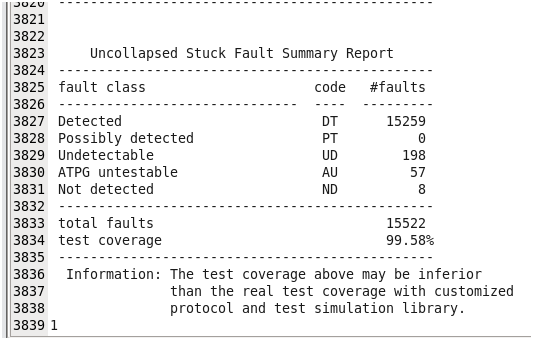 3820 -----------------------------------------------
3821
3822
3823     Uncollapsed Stuck Fault Summary Report
3824 -----------------------------------------------
3825 fault class                     code   #faults
3826 ------------------------------  ----  ---------
3827 Detected                         DT      15259
3828 Possibly detected                PT          0
3829 Undetectable                     UD        198
3830 ATPG untestable                  AU         57
3831 Not detected                     ND          8
3832 -----------------------------------------------
3833 total faults                             15522
3834 test coverage                            99.58%
3835 -----------------------------------------------
3836  Information: The test coverage above may be inferior
3837               than the real test coverage with customized
3838               protocol and test simulation library.
3839 1